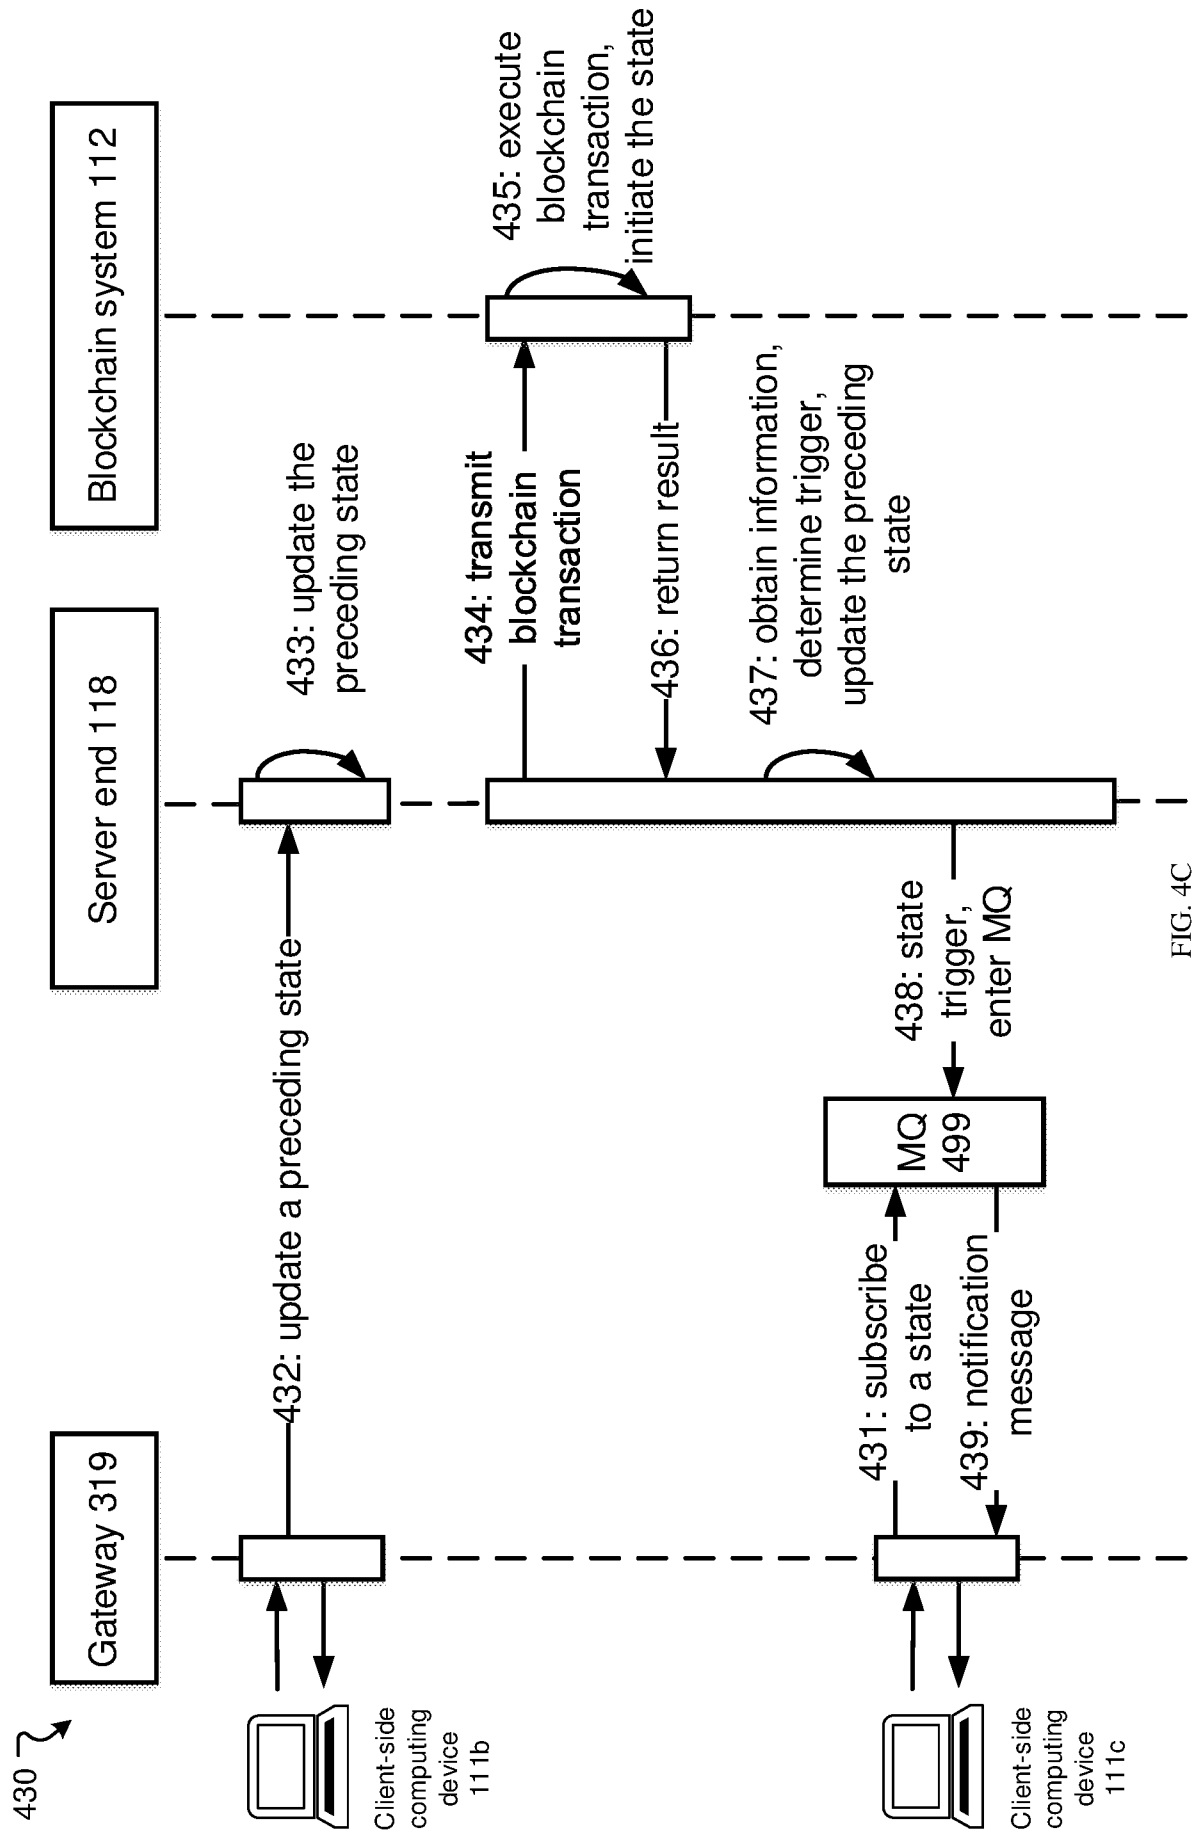 430
Gateway 319
Server end 118
Blockchain system 112
Client-side
computing
device
111b
432: update a preceding state
433: update the
preceding state
434: transmit
blockchain
transaction
435: execute
blockchain
transaction,
initiate the state
436: return result
437: obtain information,
determine trigger,
update the preceding
state
Client-side
computing
device
111c
431: subscribe
to a state
439: notification
message
MQ
499
438: state
trigger,
enter MQ
FIG. 4C